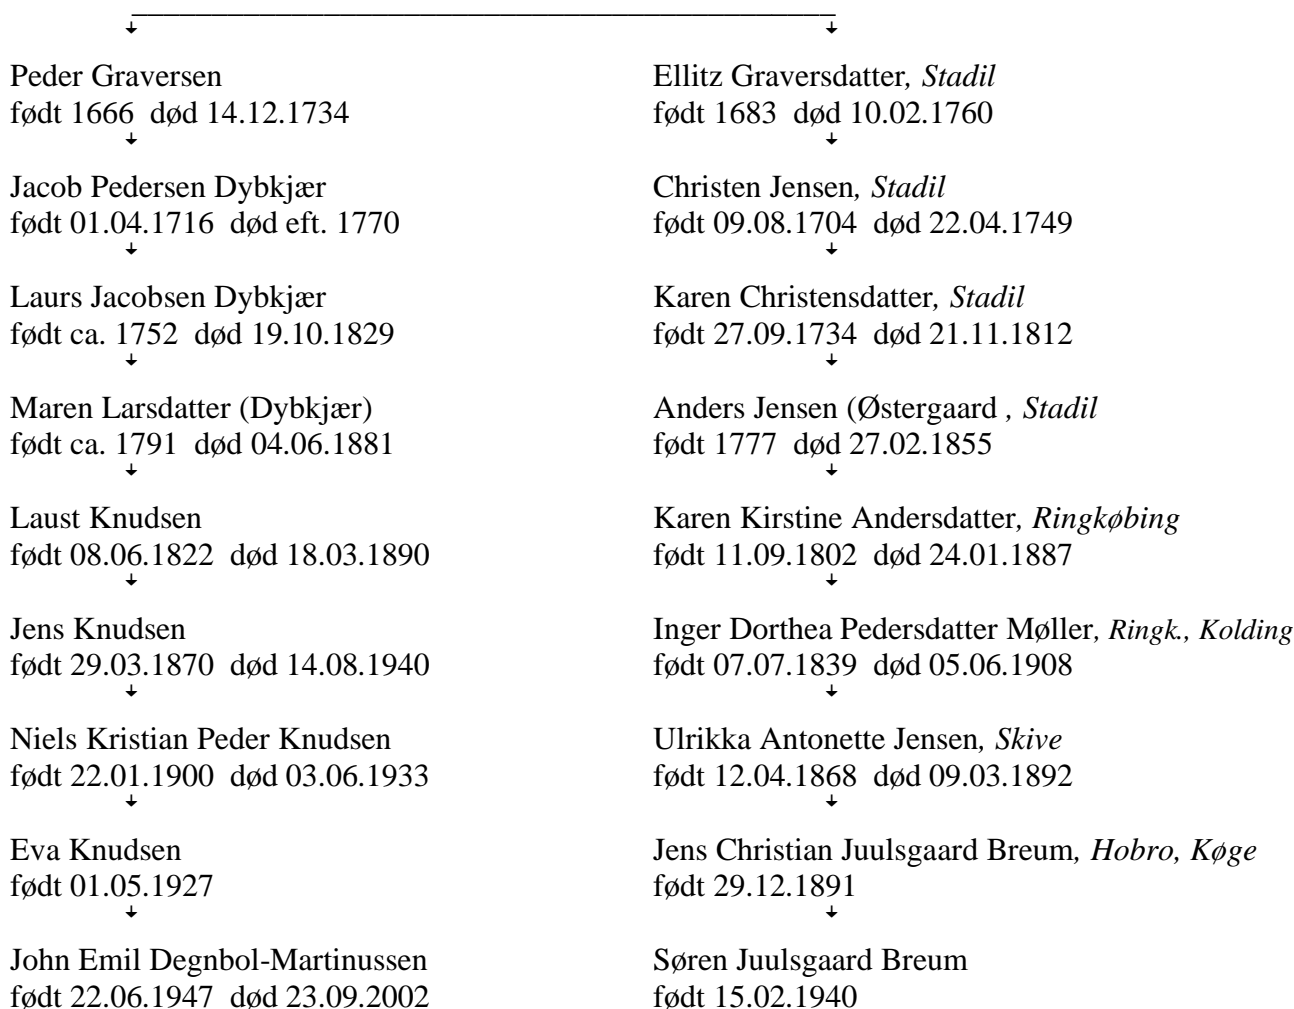 Peder Graversen
født 1666  død 14.12.1734
Jacob Pedersen Dybkjær
født 01.04.1716  død eft. 1770
Laurs Jacobsen Dybkjær
født ca. 1752  død 19.10.1829
Maren Larsdatter (Dybkjær)
født ca. 1791  død 04.06.1881
Laust Knudsen
født 08.06.1822  død 18.03.1890
Jens Knudsen
født 29.03.1870  død 14.08.1940
Niels Kristian Peder Knudsen
født 22.01.1900  død 03.06.1933
Eva Knudsen
født 01.05.1927
John Emil Degnbol-Martinussen
født 22.06.1947  død 23.09.2002
Ellitz Graversdatter, Stadil
født 1683  død 10.02.1760
Christen Jensen, Stadil
født 09.08.1704  død 22.04.1749
Karen Christensdatter, Stadil
født 27.09.1734  død 21.11.1812
Anders Jensen (Østergaard , Stadil
født 1777  død 27.02.1855
Karen Kirstine Andersdatter, Ringkøbing
født 11.09.1802  død 24.01.1887
Inger Dorthea Pedersdatter Møller, Ringk., Kolding
født 07.07.1839  død 05.06.1908
Ulrikka Antonette Jensen, Skive
født 12.04.1868  død 09.03.1892
Jens Christian Juulsgaard Breum, Hobro, Køge
født 29.12.1891
Søren Juulsgaard Breum
født 15.02.1940